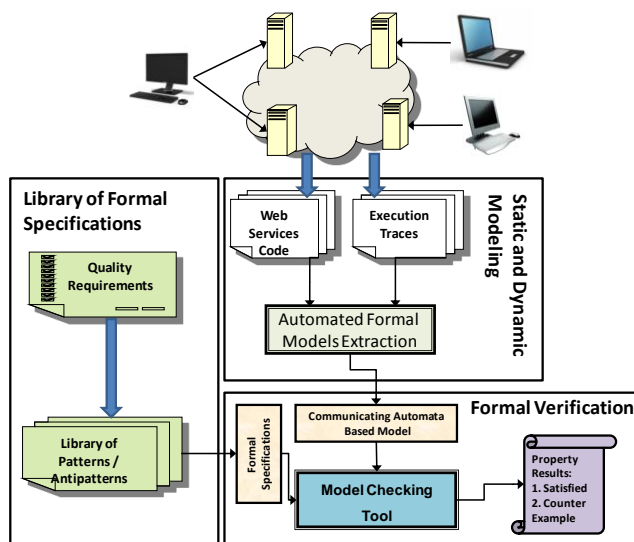 Library of Formal
Specifications
Quality
Requirements
Library of
Patterns /
Antipatterns
Web
Services
Code
Execution
Traces
Static and Dynamic
Modeling
Automated Formal
Models Extraction
Formal Verification
Communicating Automata
Based Model
Formal
Specifications
Model Checking
Tool
Property
Results:
1. Satisfied
2. Counter
Example